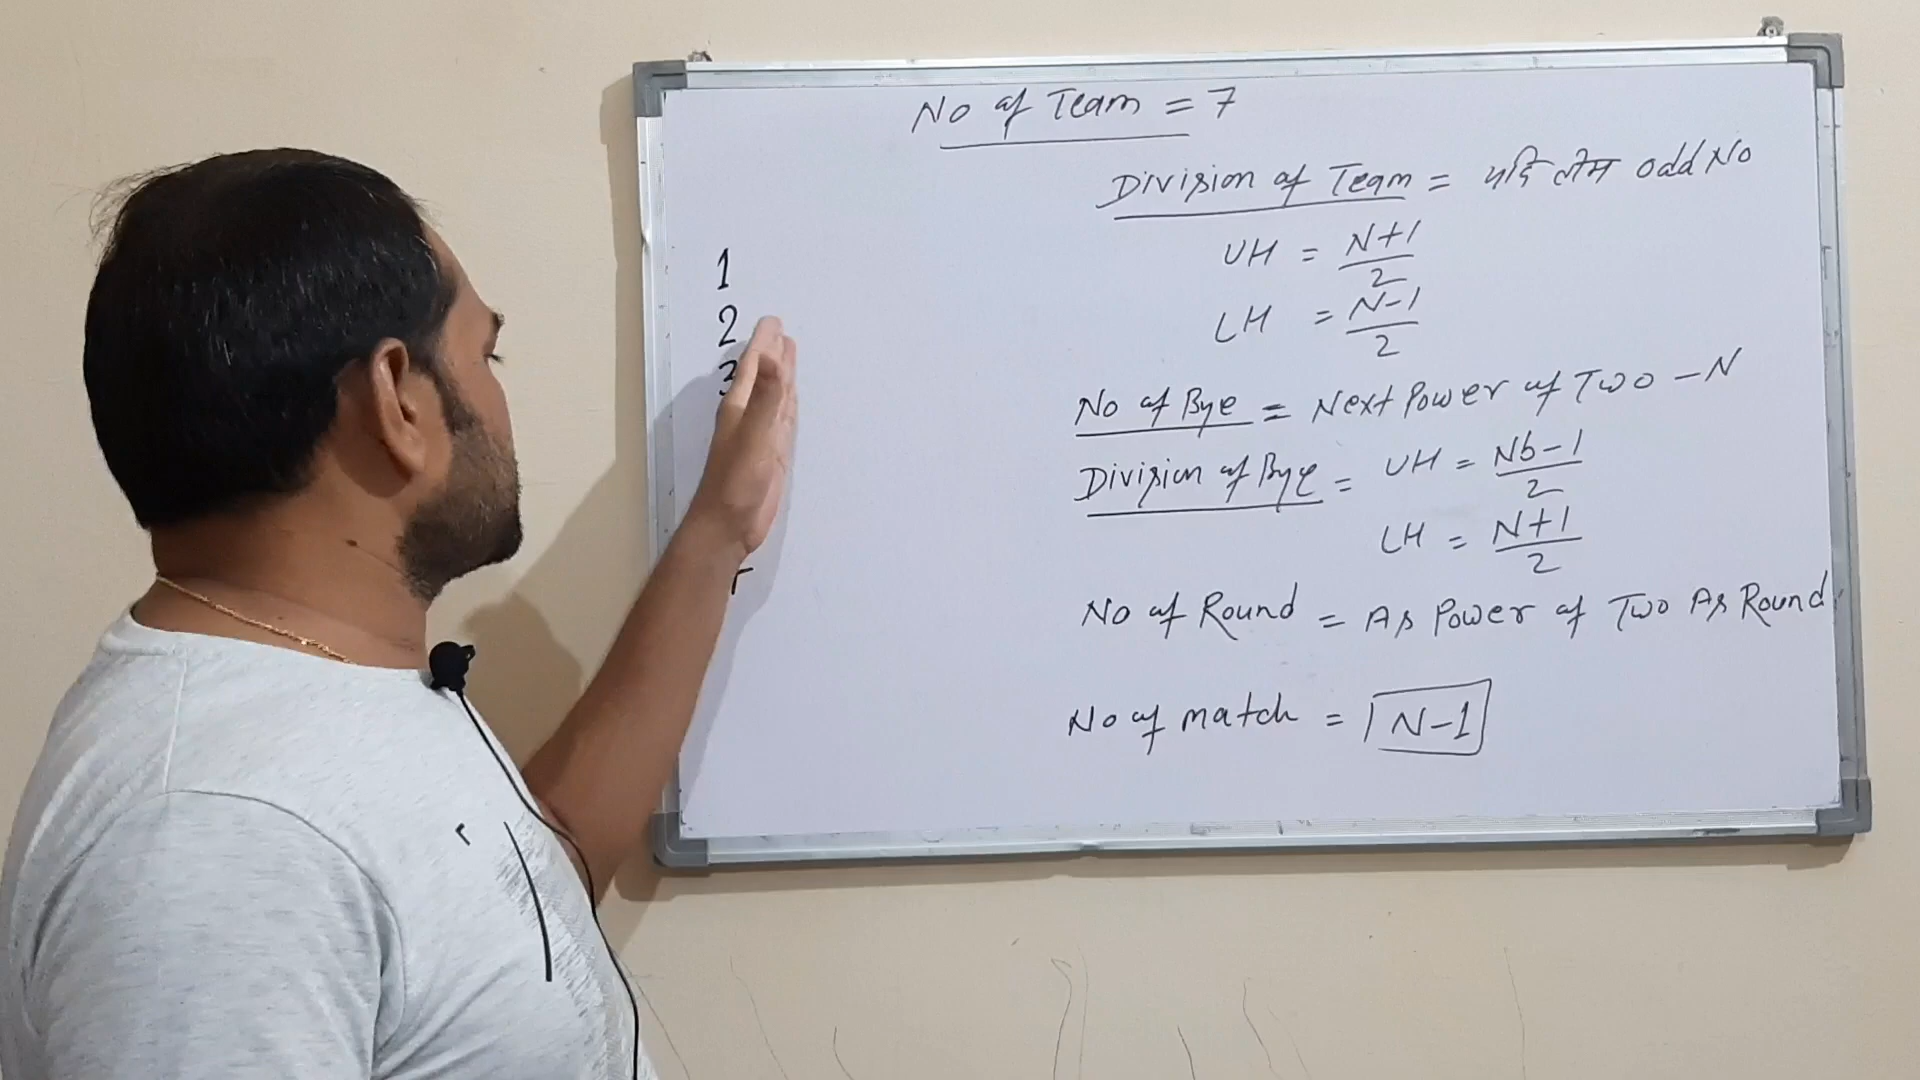 No of Team = 7
Division of Team = यदि टीम odd No
UH = N+1/2
LH = N-1/2
1
2
3
No of Bye = Next Power of Two - N
Division of Bye = UH = Nb-1/2
LH = N+1/2
No of Round = As Power of Two As Round
No of match = N-1